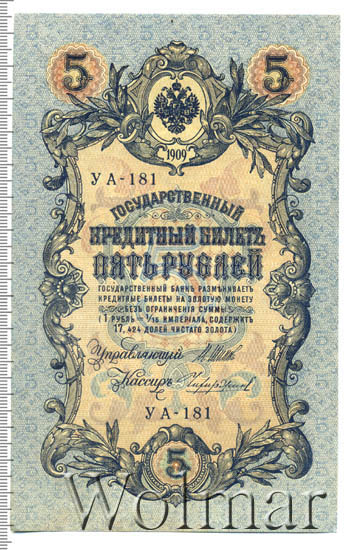 5 5
1909
УА-181
ГОСУДАРСТВЕННЫЙ
КРЕДИТНЫЙ БИЛЕТЪ
ПЯТЬ РУБЛЕЙ
ГОСУДАРСТВЕННЫЙ БАНКЪ РАЗМѢНИВАЕТЪ
КРЕДИТНЫЕ БИЛЕТЫ НА ЗОЛОТУЮ МОНЕТУ
БЕЗЪ ОГРАНИЧЕНІЯ СУММЫ
(1 РУБЛЬ = 1/15 ИМПЕРІАЛА, СОДЕРЖИТЪ
17,424 ДОЛЕЙ ЧИСТАГО ЗОЛОТА)
Управляющій
Кассиръ
УА-181
5
Wolmar